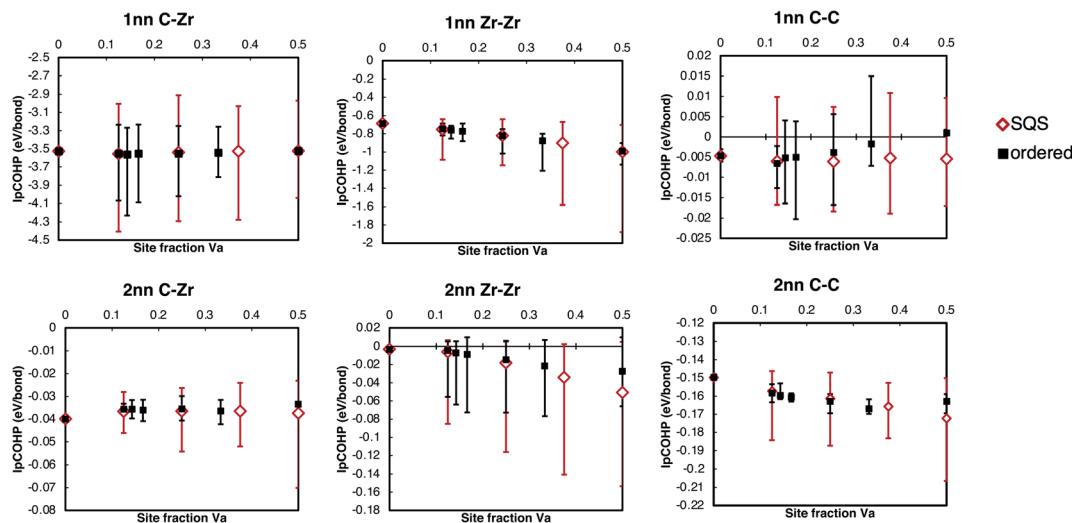 1nn C-Zr
0 0.1 0.2 0.3 0.4 0.5
-2.5
-2.7
-2.9
-3.1
-3.3
-3.5
-3.7
-3.9
-4.1
-4.3
-4.5
IpCOHP (eV/bond)
Site fraction Va
1nn Zr-Zr
0 0.1 0.2 0.3 0.4 0.5
0
-0.2
-0.4
-0.6
-0.8
-1
-1.2
-1.4
-1.6
-1.8
-2
IpCOHP (eV/bond)
Site fraction Va
1nn C-C
0 0.1 0.2 0.3 0.4 0.5
0.02
0.015
0.01
0.005
0
-0.005
-0.01
-0.015
-0.02
-0.025
IpCOHP (eV/bond)
Site fraction Va
SQS
ordered
2nn C-Zr
0 0.1 0.2 0.3 0.4 0.5
0
-0.01
-0.02
-0.03
-0.04
-0.05
-0.06
-0.07
-0.08
IpCOHP (eV/bond)
Site fraction Va
2nn Zr-Zr
0 0.1 0.2 0.3 0.4 0.5
0.02
0
-0.02
-0.04
-0.06
-0.08
-0.1
-0.12
-0.14
-0.16
-0.18
IpCOHP (eV/bond)
Site fraction Va
2nn C-C
0 0.1 0.2 0.3 0.4 0.5
-0.12
-0.13
-0.14
-0.15
-0.16
-0.17
-0.18
-0.19
-0.2
-0.21
-0.22
IpCOHP (eV/bond)
Site fraction Va